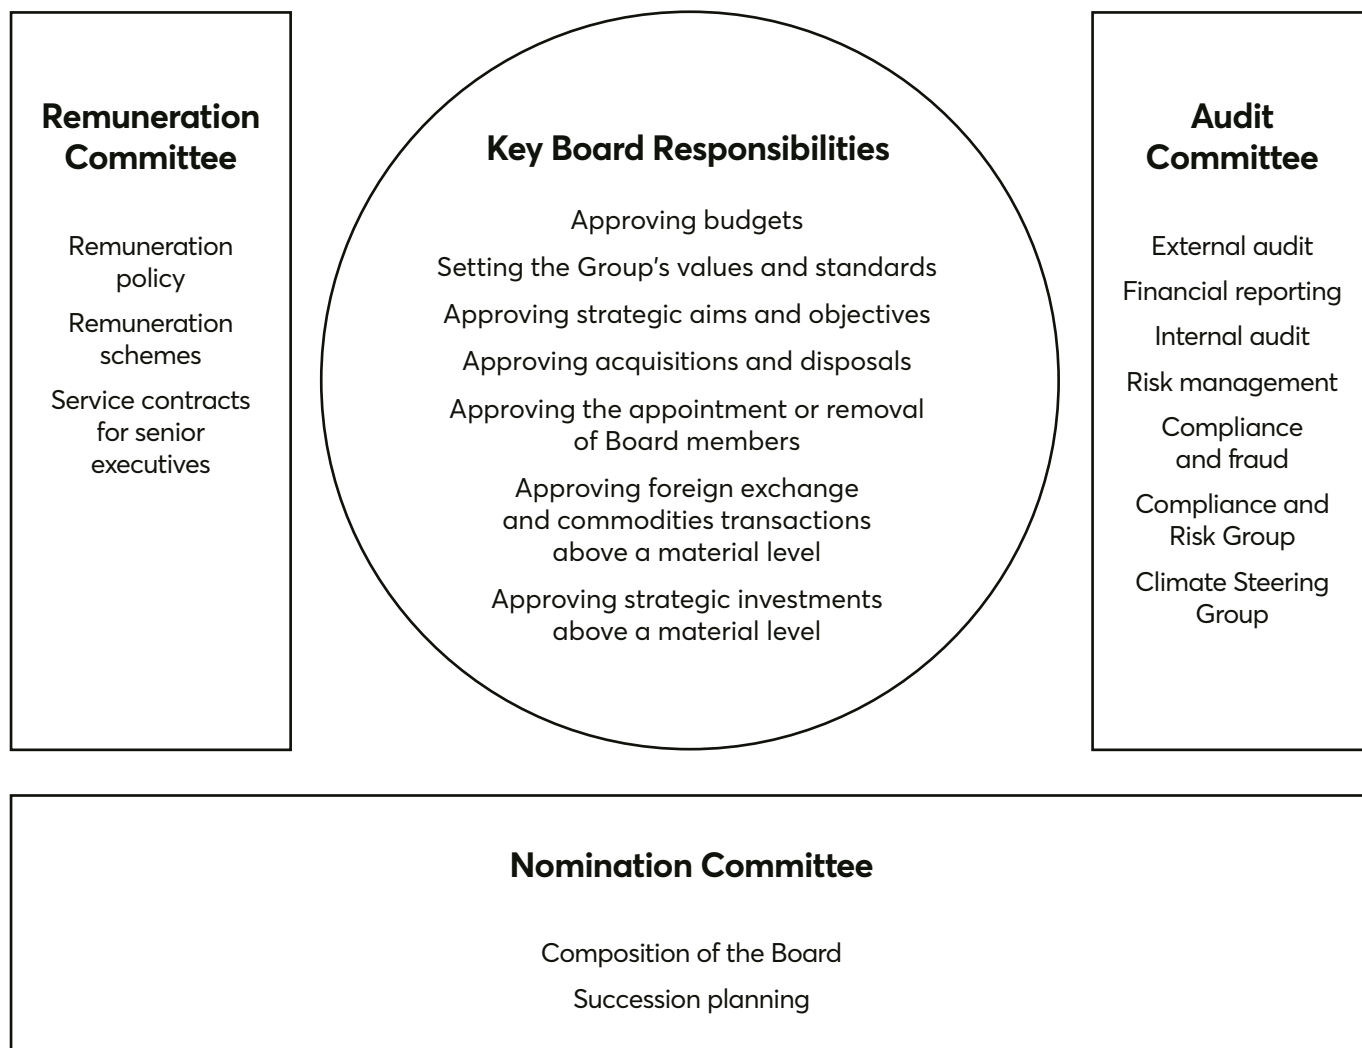 Remuneration
Committee
Remuneration
policy
Remuneration
schemes
Service contracts
for senior
executives
Key Board Responsibilities
Approving budgets
Setting the Group's values and standards
Approving strategic aims and objectives
Approving acquisitions and disposals
Approving the appointment or removal
of Board members
Approving foreign exchange
and commodities transactions
above a material level
Approving strategic investments
above a material level
Audit
Committee
External audit
Financial reporting
Internal audit
Risk management
Compliance
and fraud
Compliance and
Risk Group
Climate Steering
Group
Nomination Committee
Composition of the Board
Succession planning